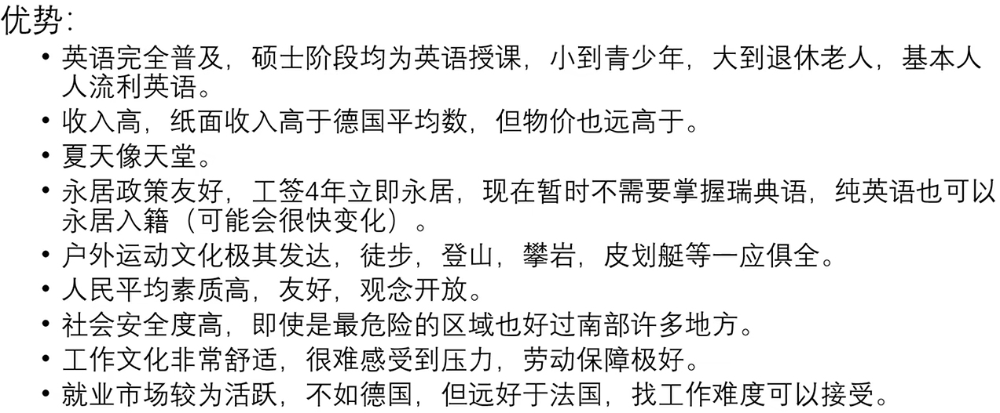 优势：
• 英语完全普及，硕士阶段均为英语授课，小到青少年，大到退休老人，基本人
人流利英语。
• 收入高，纸面收入高于德国平均数，但物价也远高于。
• 夏天像天堂。
• 永居政策友好，工签4年立即永居，现在暂时不需要掌握瑞典语，纯英语也可以
永居入籍（可能会很快变化）。
• 户外运动文化极其发达，徒步，登山，攀岩，皮划艇等一应俱全。
• 人民平均素质高，友好，观念开放。
• 社会安全度高，即使是最危险的区域也好过南部许多地方。
• 工作文化非常舒适，很难感受到压力，劳动保障极好。
• 就业市场较为活跃，不如德国，但远好于法国，找工作难度可以接受。